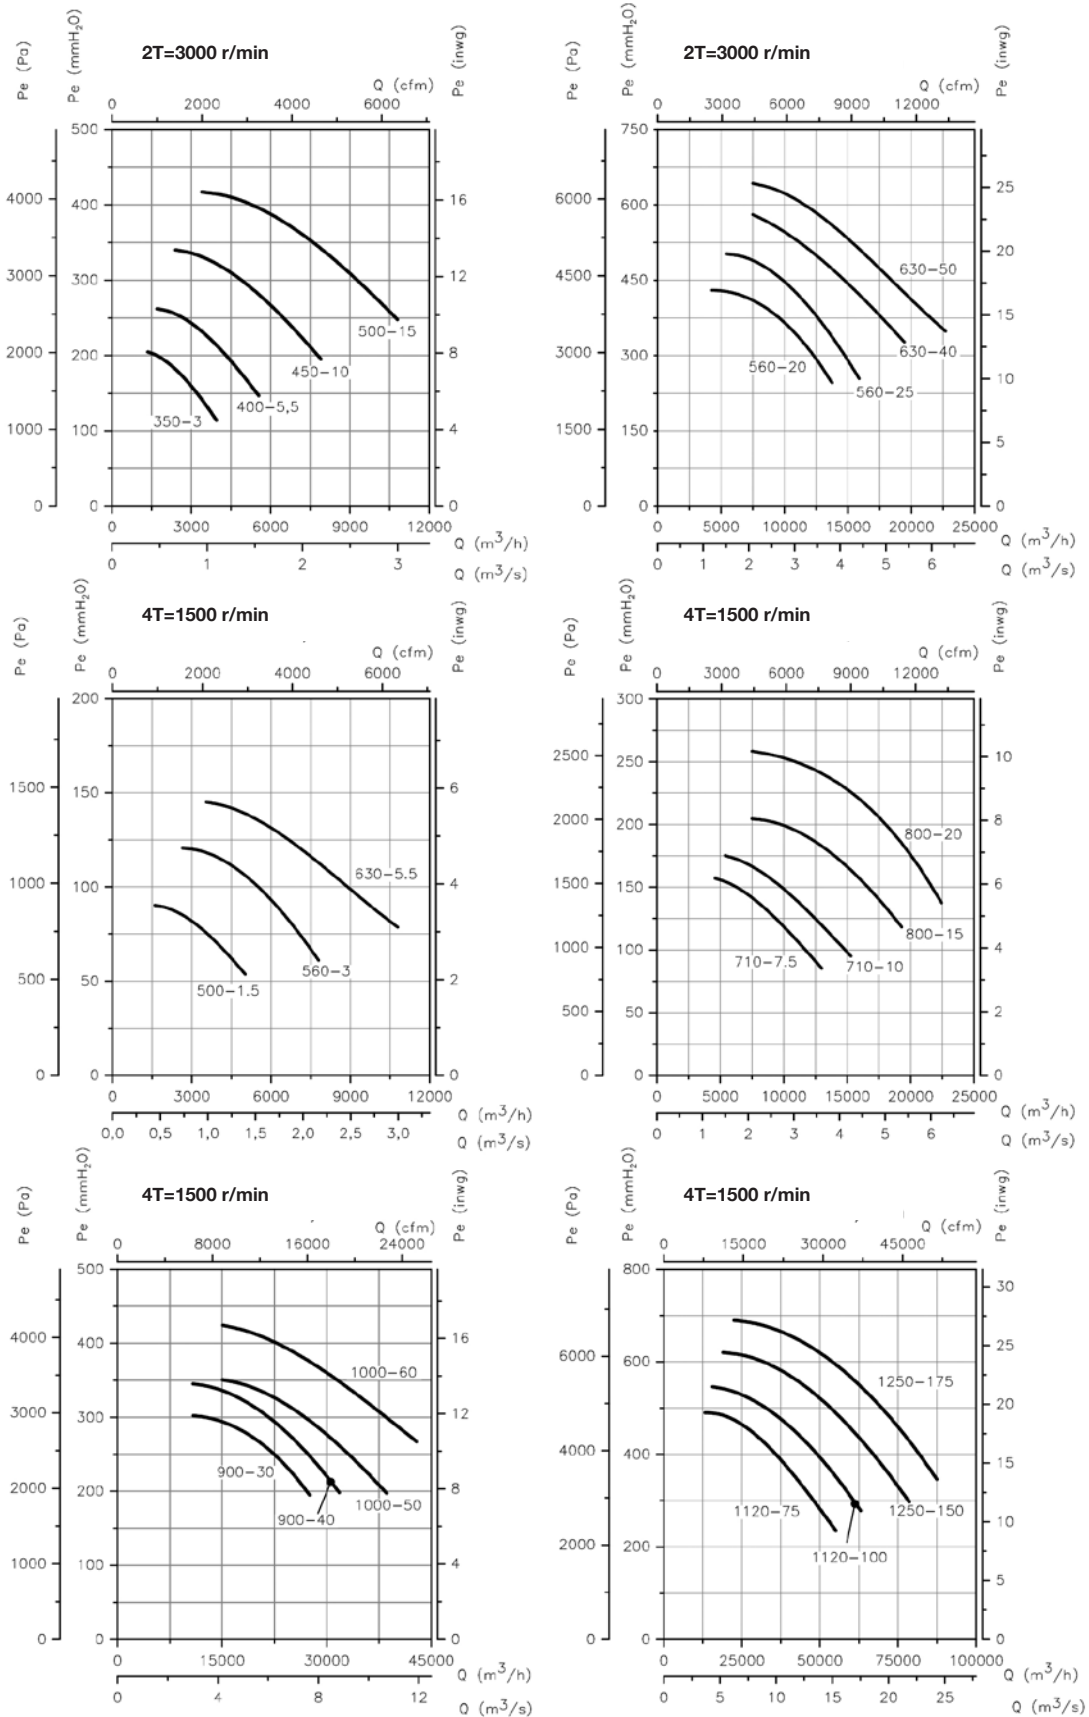 2T=3000 r/min
Pe (Pa)
Pe (mmH2O)
Pe (inwg)
Q (cfm)
0 2000 4000 6000
500
400
300
200
100
0
4000
3000
2000
1000
0
16
12
8
4
0
500-15
450-10
400-5,5
350-3
0 3000 6000 9000 12000
Q (m³/h)
0 1 2 3
Q (m³/s)
2T=3000 r/min
Pe (Pa)
Pe (mmH2O)
Pe (inwg)
Q (cfm)
0 3000 6000 9000 12000
750
600
450
300
150
0
6000
4500
3000
1500
0
25
20
15
10
5
0
630-50
630-40
560-20
560-25
0 5000 10000 15000 20000 25000
Q (m³/h)
0 1 2 3 4 5 6
Q (m³/s)
4T=1500 r/min
Pe (Pa)
Pe (mmH2O)
Pe (inwg)
Q (cfm)
0 2000 4000 6000
200
150
100
50
0
1500
1000
500
0
6
4
2
0
630-5.5
560-3
500-1.5
0 3000 6000 9000 12000
Q (m³/h)
0,0 0,5 1,0 1,5 2,0 2,5 3,0
Q (m³/s)
4T=1500 r/min
Pe (Pa)
Pe (mmH2O)
Pe (inwg)
Q (cfm)
0 3000 6000 9000 12000
300
250
200
150
100
50
0
2500
2000
1500
1000
500
0
10
8
6
4
2
0
800-20
800-15
710-7.5
710-10
0 5000 10000 15000 20000 25000
Q (m³/h)
0 1 2 3 4 5 6
Q (m³/s)
4T=1500 r/min
Pe (Pa)
Pe (mmH2O)
Pe (inwg)
Q (cfm)
0 8000 16000 24000
500
400
300
200
100
0
4000
3000
2000
1000
0
16
12
8
4
0
1000-60
900-30
1000-50
900-40
0 15000 30000 45000
Q (m³/h)
0 4 8 12
Q (m³/s)
4T=1500 r/min
Pe (Pa)
Pe (mmH2O)
Pe (inwg)
Q (cfm)
0 15000 30000 45000
800
600
400
200
0
6000
4000
2000
0
30
25
20
15
10
5
0
1250-175
1120-75
1250-150
1120-100
0 25000 50000 75000 100000
Q (m³/h)
0 5 10 15 20 25
Q (m³/s)